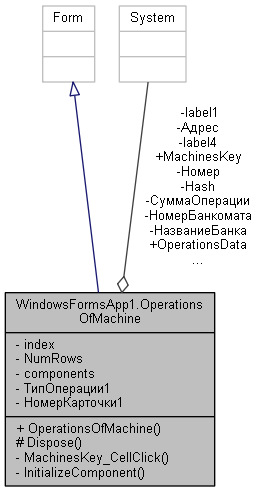 Form
System
-label1
-Адрес
-label4
+MachinesKey
-Номер
-Hash
-СуммаОперации
-НомерБанкомата
-НазваниеБанка
+OperationsData
...
WindowsFormsApp1.Operations
OfMachine
- index
- NumRows
- components
- ТипОперации1
- НомерКарточки1
+ OperationsOfMachine()
# Dispose()
- MachinesKey_CellClick()
- InitializeComponent()